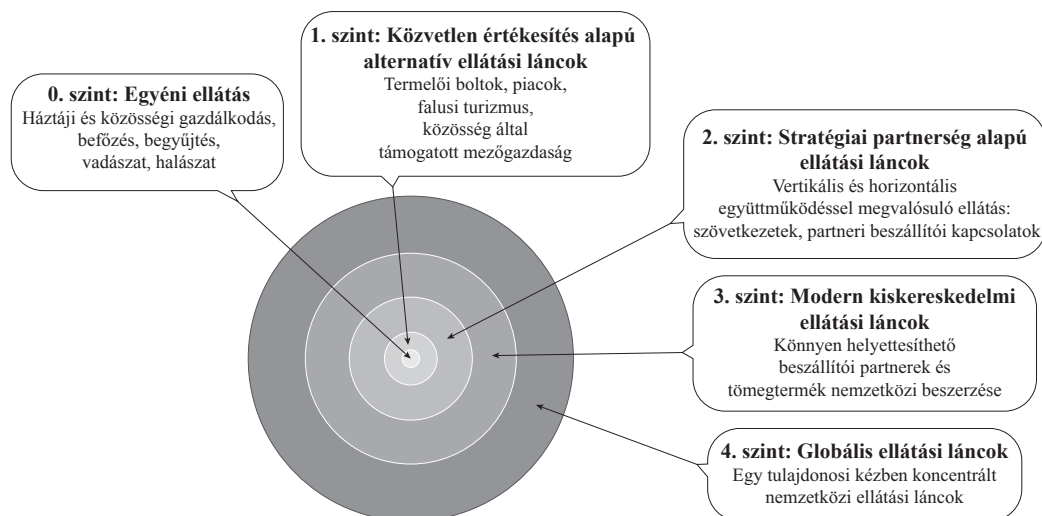 0. szint: Egyéni ellátás
Háztáji és közösségi gazdálkodás,
befőzés, begyűjtés,
vadászat, halászat
1. szint: Közvetlen értékesítés alapú
alternatív ellátási láncok
Termelői boltok, piacok,
falusi turizmus,
közösség által
támogatott mezőgazdaság
2. szint: Stratégiai partnerség alapú
ellátási láncok
Vertikális és horizontális
együttműködéssel megvalósuló ellátás:
szövetkezetek, partneri beszállítói kapcsolatok
3. szint: Modern kiskereskedelmi
ellátási láncok
Könnyen helyettesíthető
beszállítói partnerek és
tömegtermék nemzetközi beszerzése
4. szint: Globális ellátási láncok
Egy tulajdonosi kézben koncentrált
nemzetközi ellátási láncok